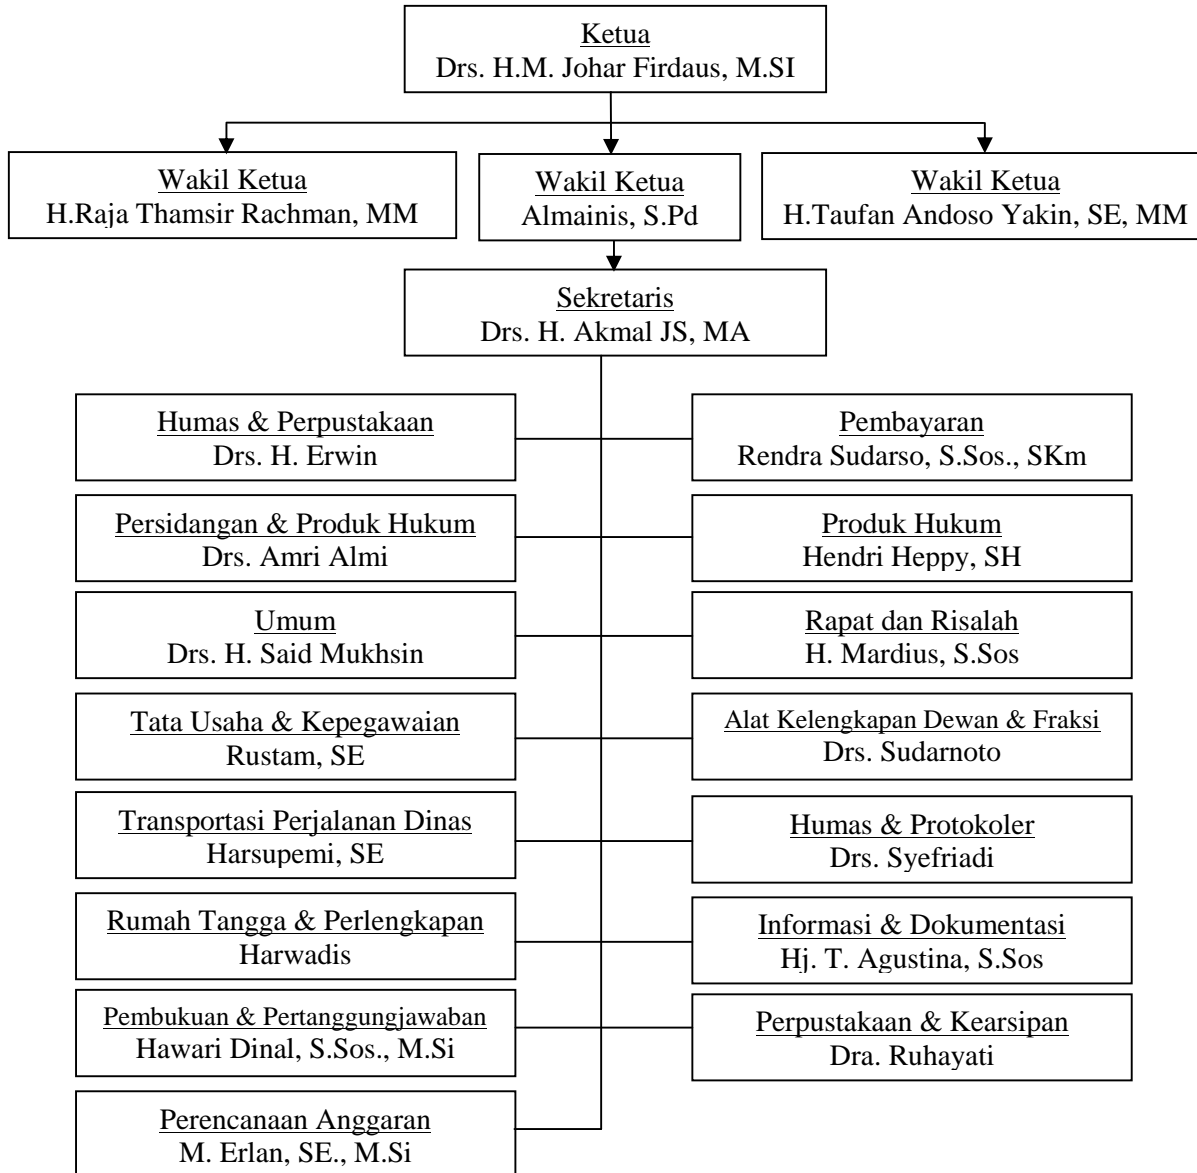 Ketua
Drs. H.M. Johar Firdaus, M.SI
Wakil Ketua
H.Raja Thamsir Rachman, MM
Wakil Ketua
Almainis, S.Pd
Wakil Ketua
H.Taufan Andoso Yakin, SE, MM
Sekretaris
Drs. H. Akmal JS, MA
Humas & Perpustakaan
Drs. H. Erwin
Pembayaran
Rendra Sudarso, S.Sos., SKm
Persidangan & Produk Hukum
Drs. Amri Almi
Produk Hukum
Hendri Heppy, SH
Umum
Drs. H. Said Mukhsin
Rapat dan Risalah
H. Mardius, S.Sos
Tata Usaha & Kepegawaian
Rustam, SE
Alat Kelengkapan Dewan & Fraksi
Drs. Sudarnoto
Transportasi Perjalanan Dinas
Harsupemi, SE
Humas & Protokoler
Drs. Syefriadi
Rumah Tangga & Perlengkapan
Harwadis
Informasi & Dokumentasi
Hj. T. Agustina, S.Sos
Pembukuan & Pertanggungjawaban
Hawari Dinal, S.Sos., M.Si
Perpustakaan & Kearsipan
Dra. Ruhayati
Perencanaan Anggaran
M. Erlan, SE., M.Si